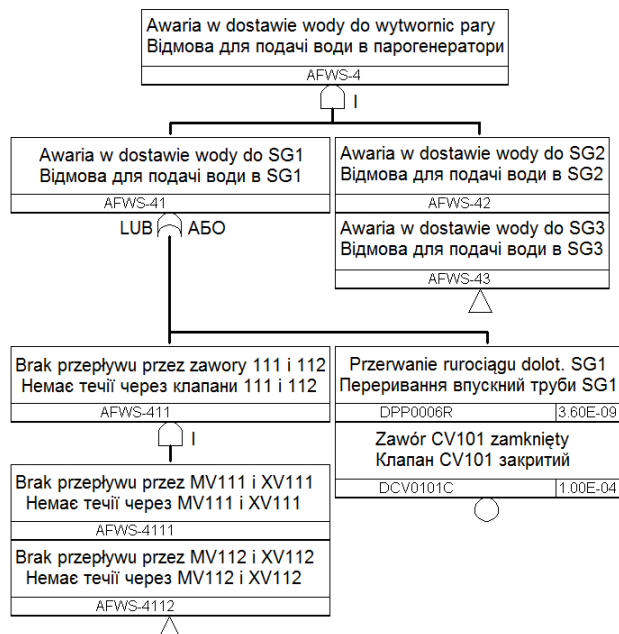 Awaria w dostawie wody do wytwornic pary
Відмова для подачі води в парогенератори
AFWS-4
I
Awaria w dostawie wody do SG1
Відмова для подачі води в SG1
AFWS-41
LUB АБО
Awaria w dostawie wody do SG2
Відмова для подачі води в SG2
AFWS-42
Awaria w dostawie wody do SG3
Відмова для подачі води в SG3
AFWS-43
Brak przepływu przez zawory 111 i 112
Немає течії через клапани 111 і 112
AFWS-411
I
Przerwanie rurociągu dolot. SG1
Переривання впускний труби SG1
DPP0006R 3.60E-09
Zawór CV101 zamknięty
Клапан CV101 закритий
DCV0101C 1.00E-04
Brak przepływu przez MV111 i XV111
Немає течії через MV111 і XV111
AFWS-4111
Brak przepływu przez MV112 i XV112
Немає течії через MV112 і XV112
AFWS-4112